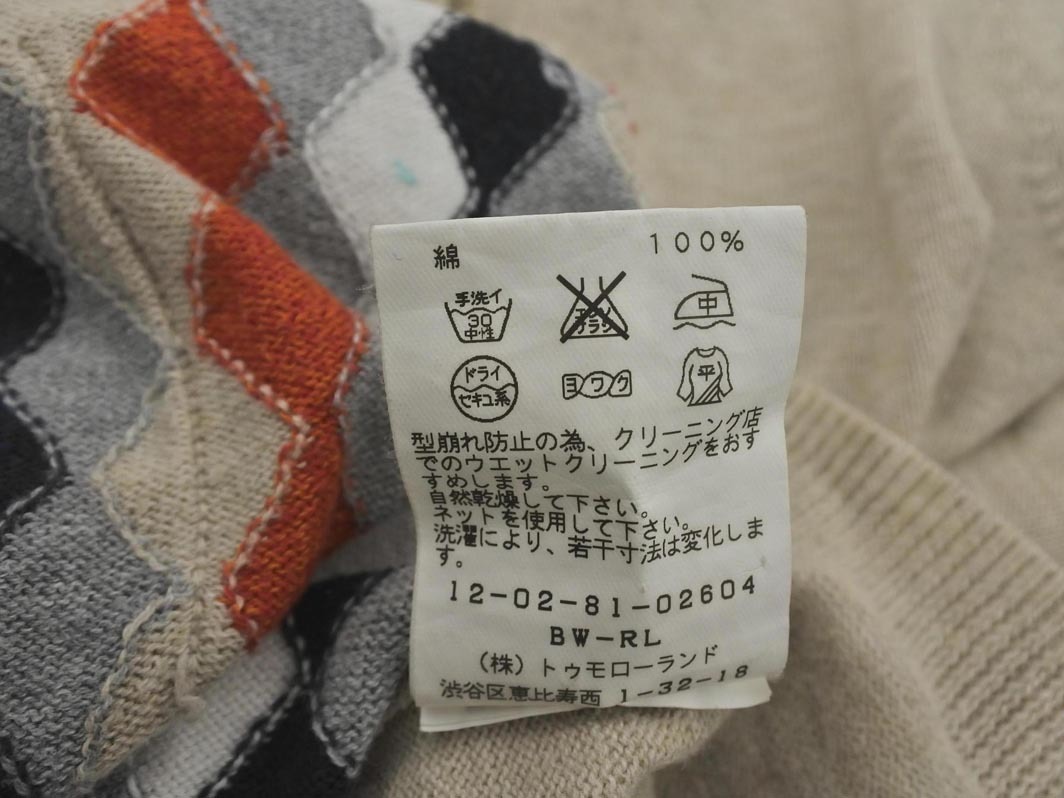 綿 100%
手洗イ
30
中性
エンソ
サラシ
中
ドライ
セキユ系
ヨワク
平
型崩れ防止の為、クリーニング店
でのウエットクリーニングをおす
すめします。
自然乾燥して下さい。
ネットを使用して下さい。
洗濯により、若干寸法は変化しま
す。
12-02-81-02604
BW-RL
(株)トゥモローランド
渋谷区恵比寿西 1-32-18